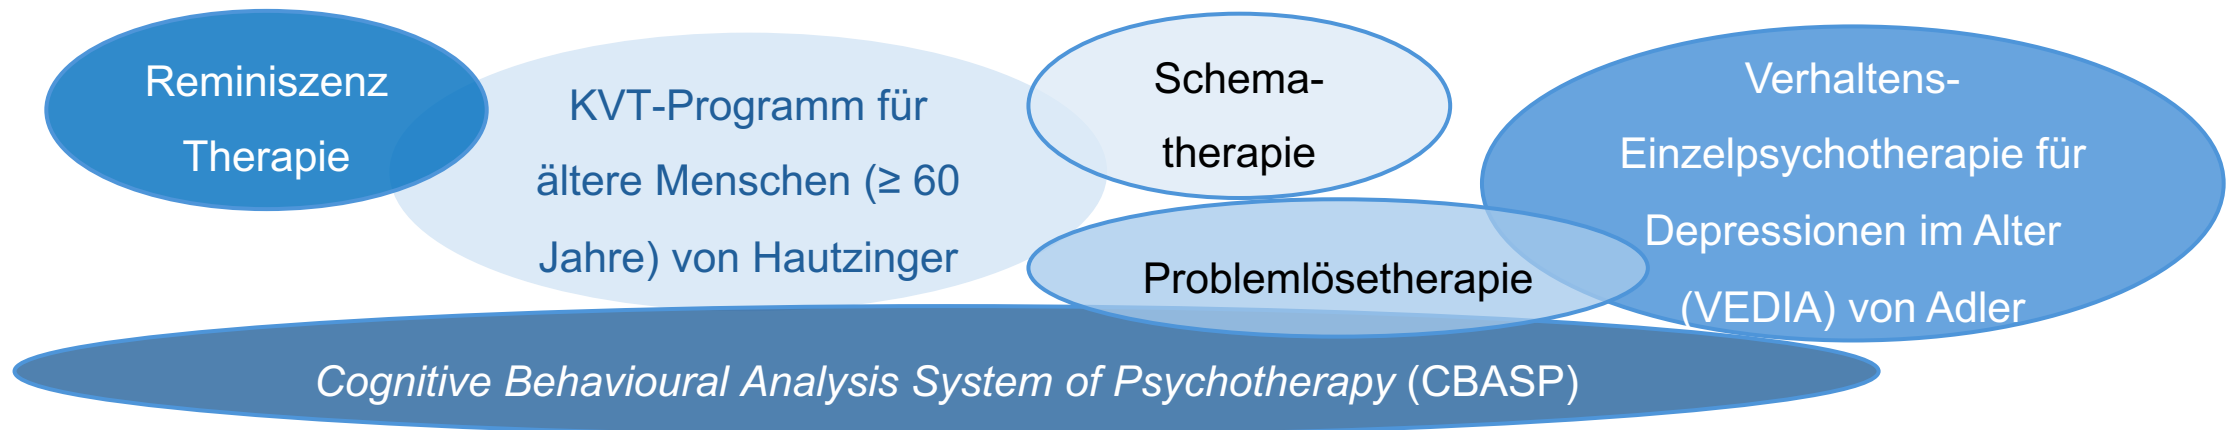 Reminiszenz
Therapie
KVT-Programm für
ältere Menschen (≥ 60
Jahre) von Hautzinger
Schema-
therapie
Problemlösetherapie
Verhaltens-
Einzelpsychotherapie für
Depressionen im Alter
(VEDIA) von Adler
Cognitive Behavioural Analysis System of Psychotherapy (CBASP)